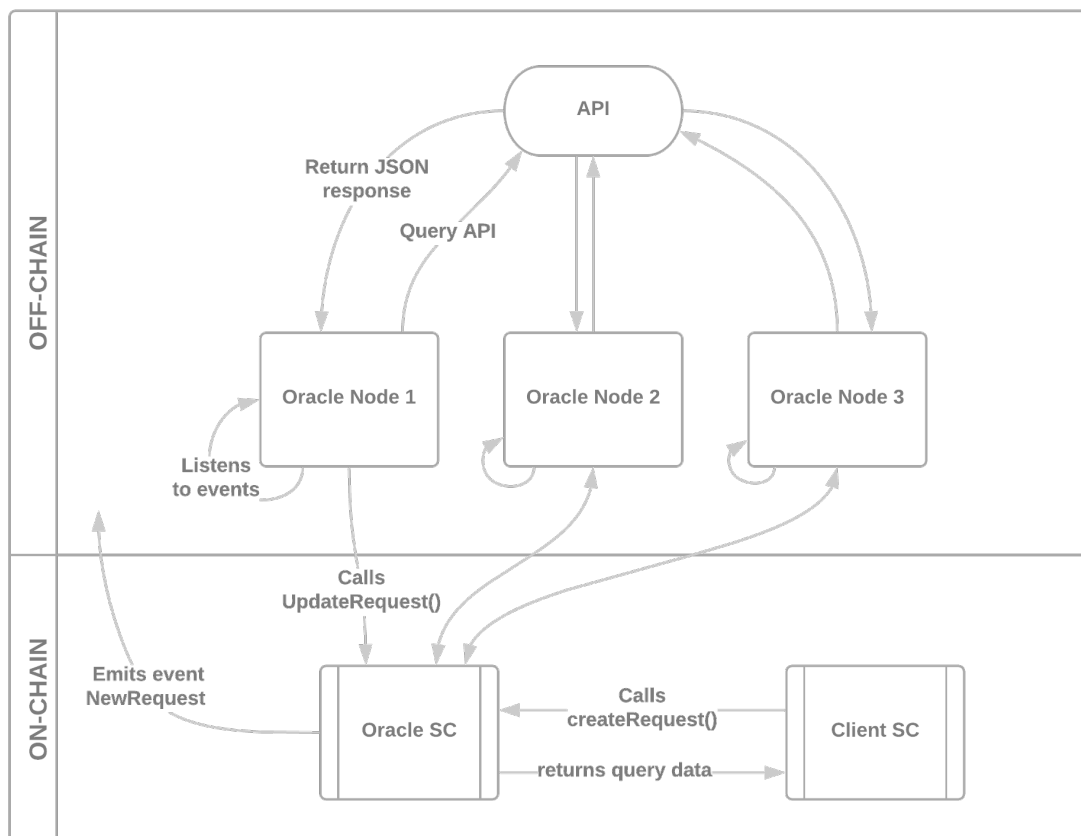 OFF-CHAIN
API
Return JSON
response
Query API
Oracle Node 1
Oracle Node 2
Oracle Node 3
Listens
to events
ON-CHAIN
Calls
UpdateRequest()
Emits event
NewRequest
Oracle SC
Calls
createRequest()
returns query data
Client SC